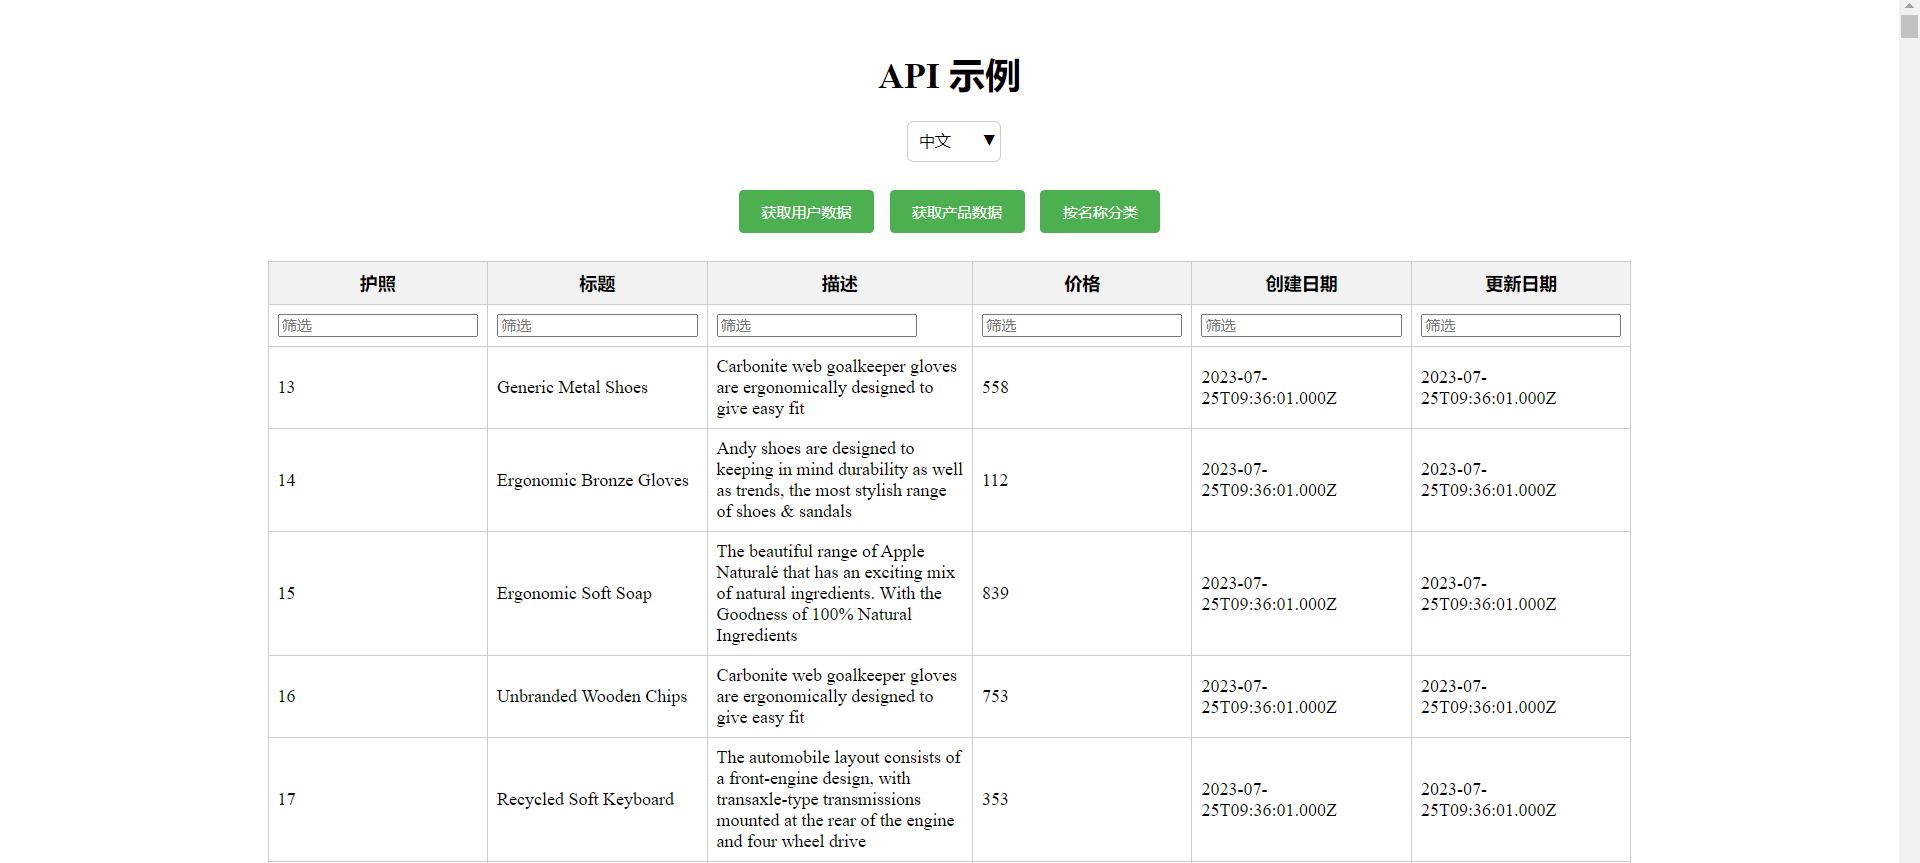 API 示例
中文 ▼
获取用户数据 获取产品数据 按名称分类
护照 标题 描述 价格 创建日期 更新日期
筛选 筛选 筛选 筛选 筛选 筛选
13 Generic Metal Shoes
Carbonite web goalkeeper gloves
are ergonomically designed to
give easy fit
558
2023-07-
25T09:36:01.000Z
2023-07-
25T09:36:01.000Z
14 Ergonomic Bronze Gloves
Andy shoes are designed to
keeping in mind durability as well
as trends, the most stylish range
of shoes & sandals
112
2023-07-
25T09:36:01.000Z
2023-07-
25T09:36:01.000Z
15 Ergonomic Soft Soap
The beautiful range of Apple
Naturalé that has an exciting mix
of natural ingredients. With the
Goodness of 100% Natural
Ingredients
839
2023-07-
25T09:36:01.000Z
2023-07-
25T09:36:01.000Z
16 Unbranded Wooden Chips
Carbonite web goalkeeper gloves
are ergonomically designed to
give easy fit
753
2023-07-
25T09:36:01.000Z
2023-07-
25T09:36:01.000Z
17 Recycled Soft Keyboard
The automobile layout consists of
a front-engine design, with
transaxle-type transmissions
mounted at the rear of the engine
and four wheel drive
353
2023-07-
25T09:36:01.000Z
2023-07-
25T09:36:01.000Z